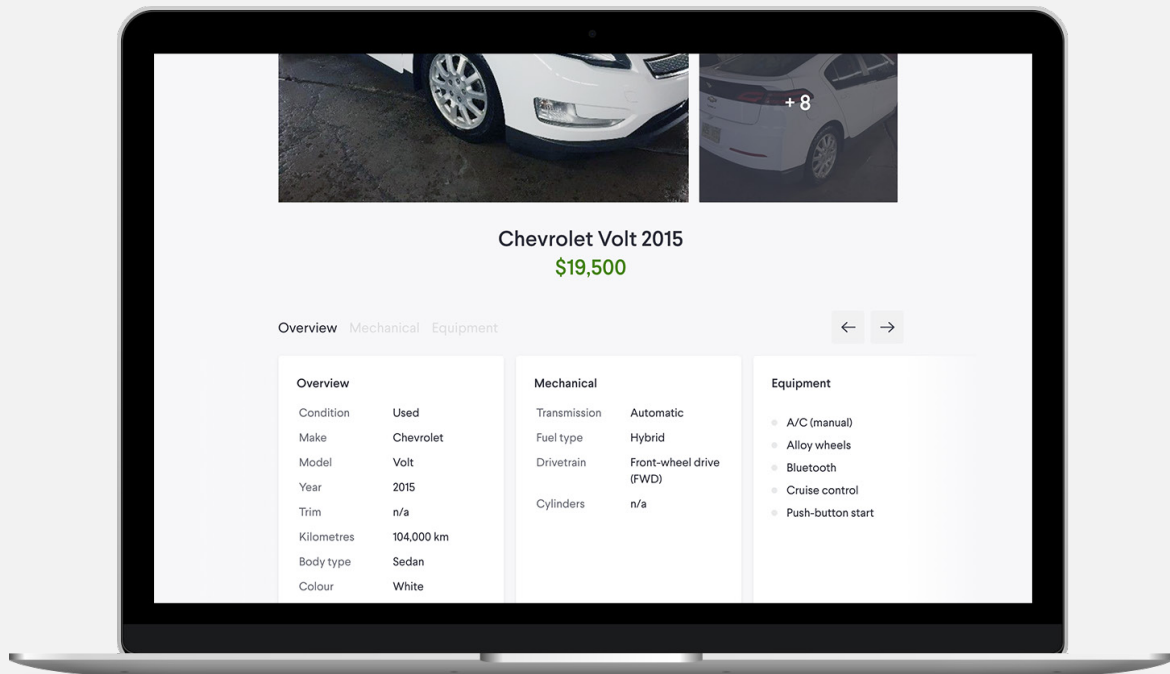 + 8
Chevrolet Volt 2015
$19,500
Overview Mechanical Equipment
Overview
Condition Used
Make Chevrolet
Model Volt
Year 2015
Trim n/a
Kilometres 104,000 km
Body type Sedan
Colour White
Mechanical
Transmission Automatic
Fuel type Hybrid
Drivetrain Front-wheel drive
(FWD)
Cylinders n/a
Equipment
A/C (manual)
Alloy wheels
Bluetooth
Cruise control
Push-button start